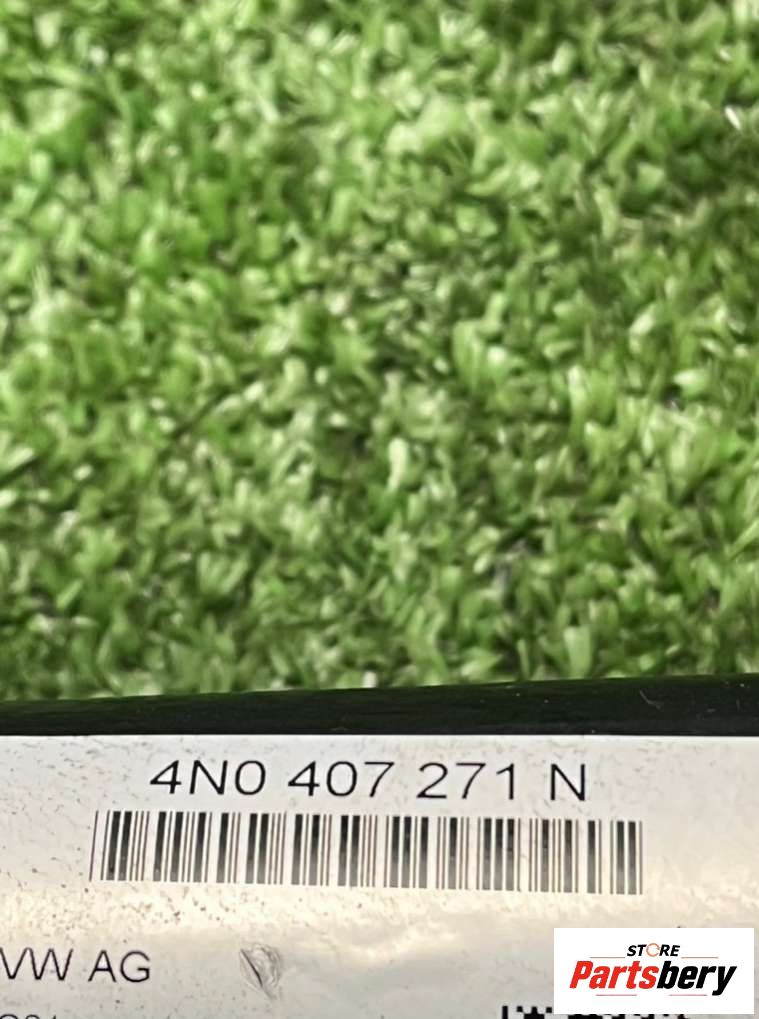 4N0 407 271 N
VW AG
STORE
Partsbery